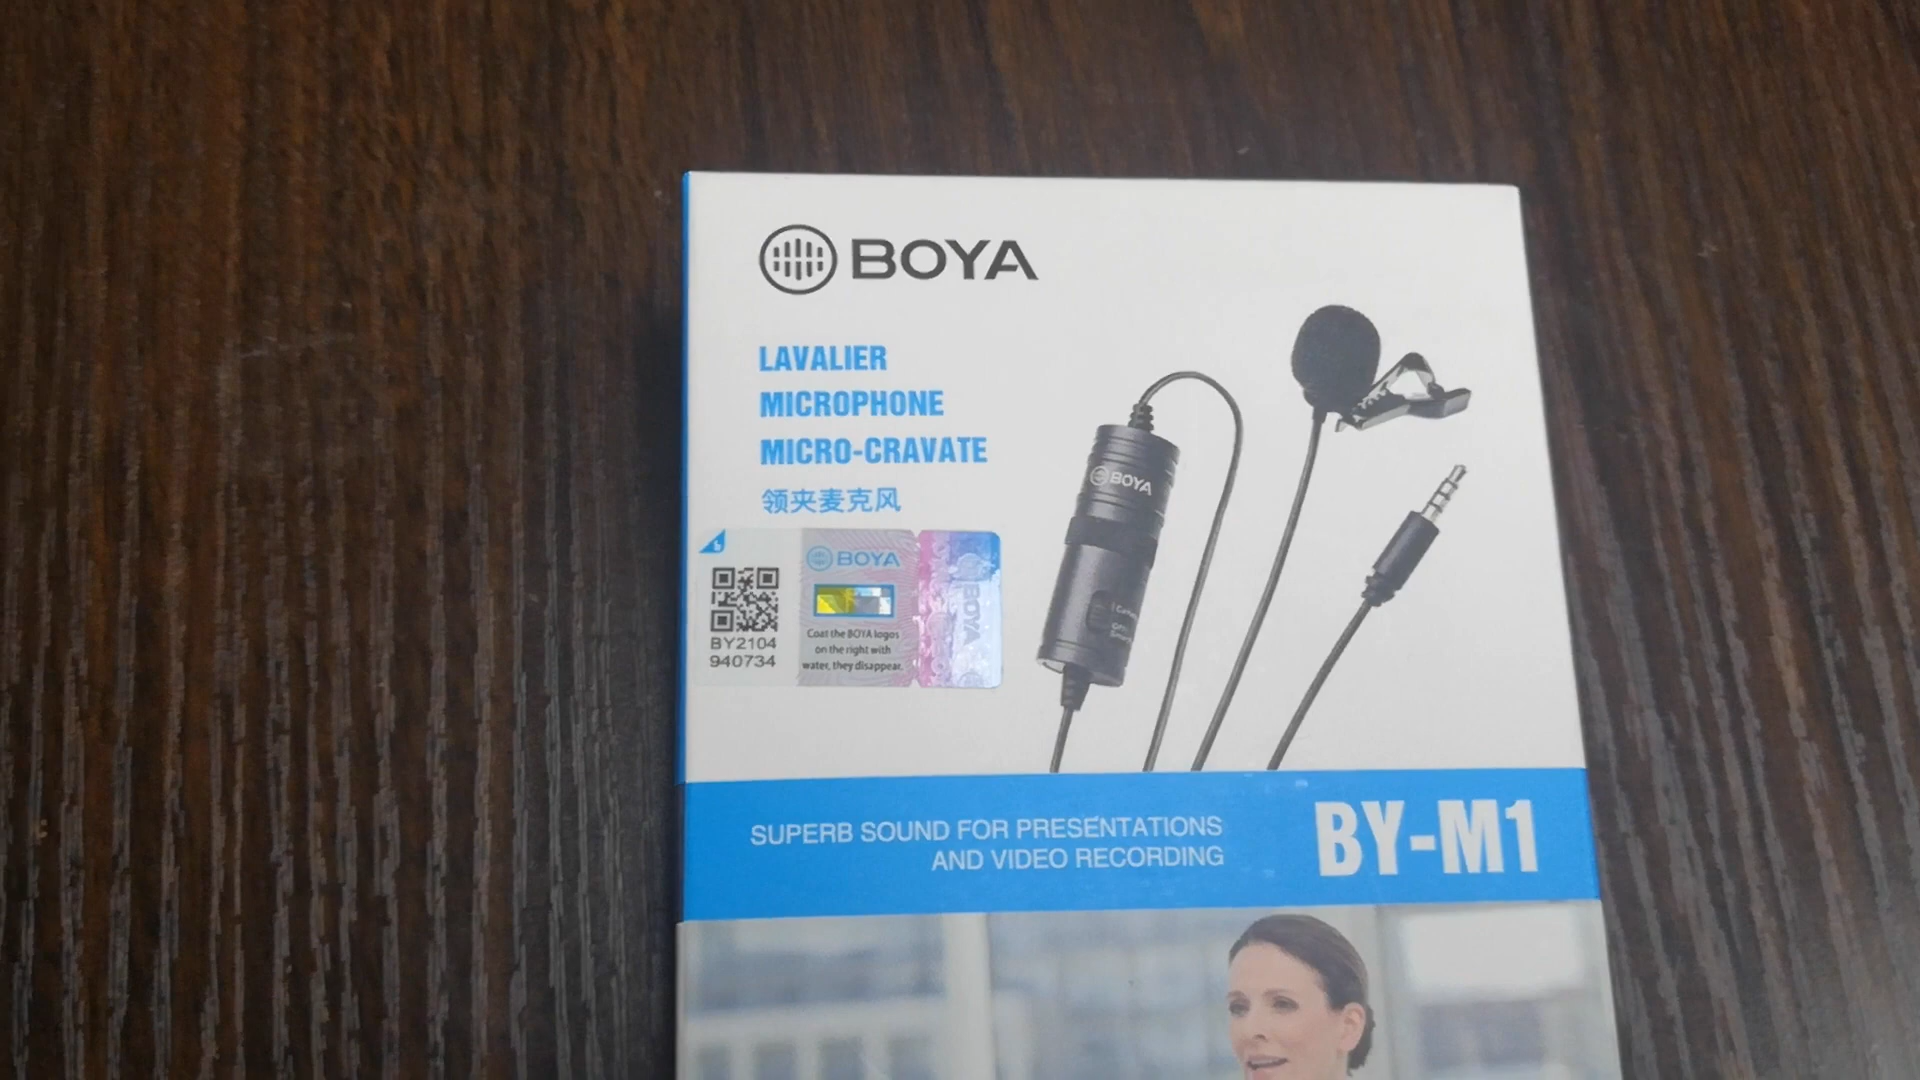 BOYA
LAVALIER
MICROPHONE
MICRO-CRAVATE
领夹麦克风
BOYA
BOYA
BY2104
940734
Coat the BOYA logos
on the right with
water, they disappear.
BOYA
SUPERB SOUND FOR PRESENTATIONS
AND VIDEO RECORDING
BY-M1